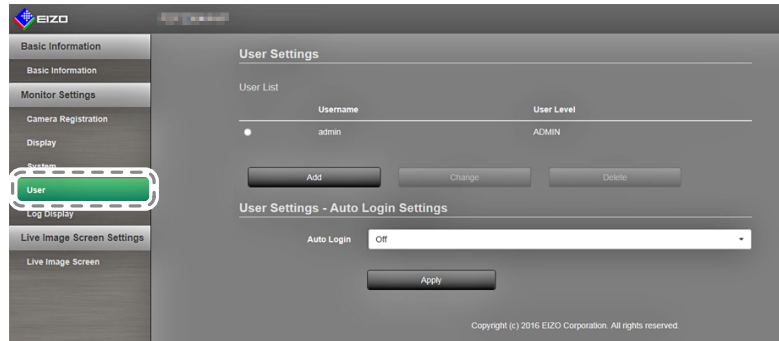 EIZO
Basic Information
Basic Information
Monitor Settings
Camera Registration
Display
System
User
Log Display
Live Image Screen Settings
Live Image Screen
User Settings
User List
Username User Level
admin ADMIN
Add Change Delete
User Settings - Auto Login Settings
Auto Login Off
Apply
Copyright (c) 2016 EIZO Corporation. All rights reserved.